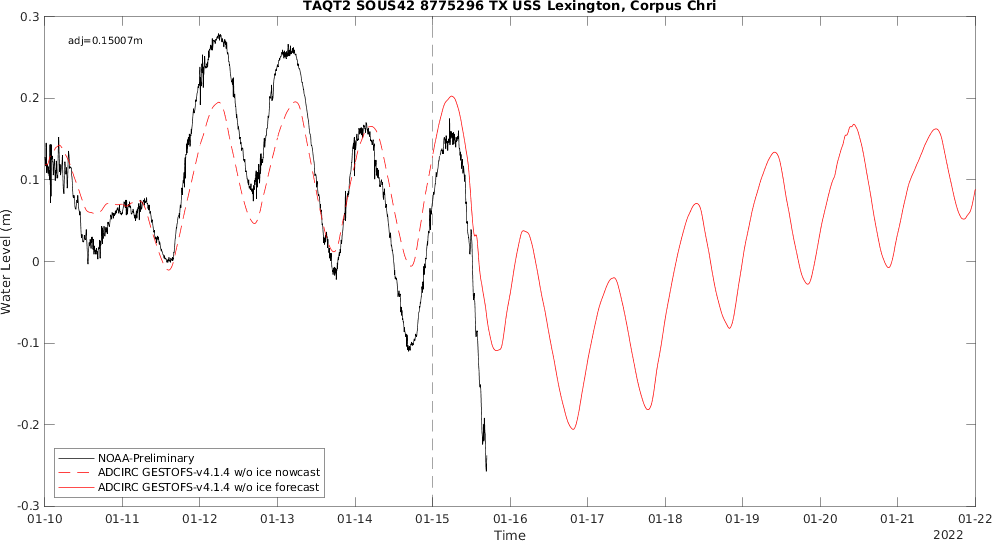 TAQT2 SOUS42 8775296 TX USS Lexington, Corpus Chri
adj=0.15007m
0.3
0.2
0.1
0
-0.1
-0.2
-0.3
Water Level (m)
NOAA-Preliminary
ADCIRC GESTOFS-v4.1.4 w/o ice nowcast
ADCIRC GESTOFS-v4.1.4 w/o ice forecast
01-10 01-11 01-12 01-13 01-14 01-15 01-16 01-17 01-18 01-19 01-20 01-21 01-22
Time
2022